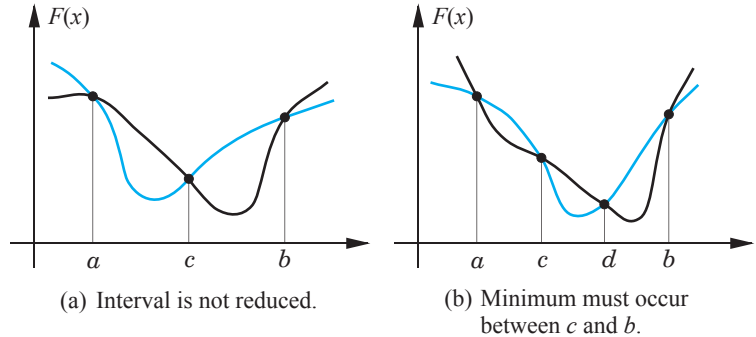 F(x)
a
c
b
(a) Interval is not reduced.
F(x)
a
c
d
b
(b) Minimum must occur
between c and b.